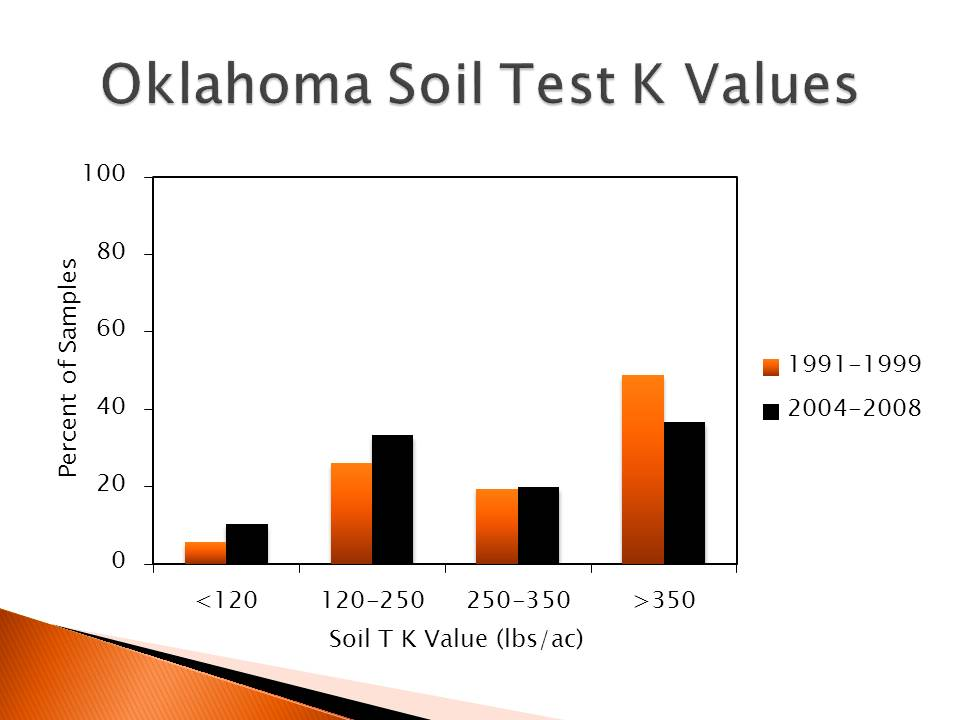 Oklahoma Soil Test K Values
100
80
60
40
20
0
Percent of Samples
<120 120-250 250-350 >350
Soil T K Value (lbs/ac)
1991-1999
2004-2008